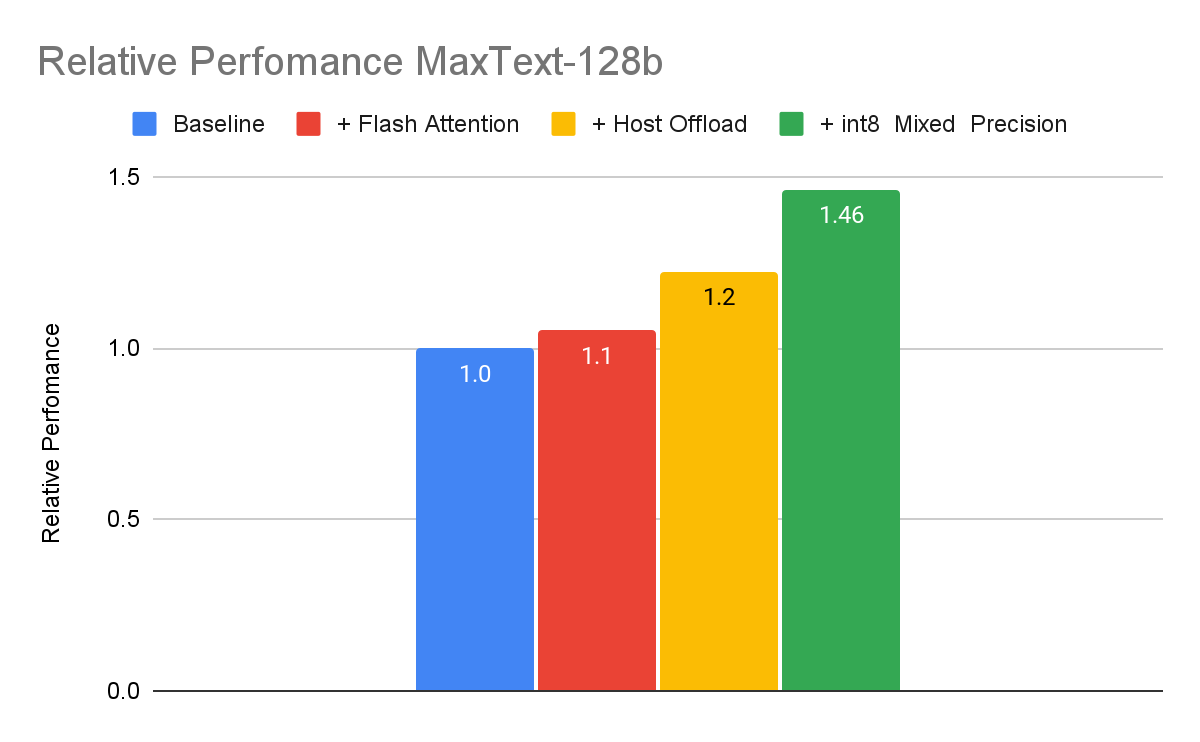 Relative Perfomance MaxText-128b
Baseline + Flash Attention + Host Offload + int8 Mixed Precision
1.5
1.46
1.2
Relative Perfomance
1.0
1.1
1.0
0.5
0.0